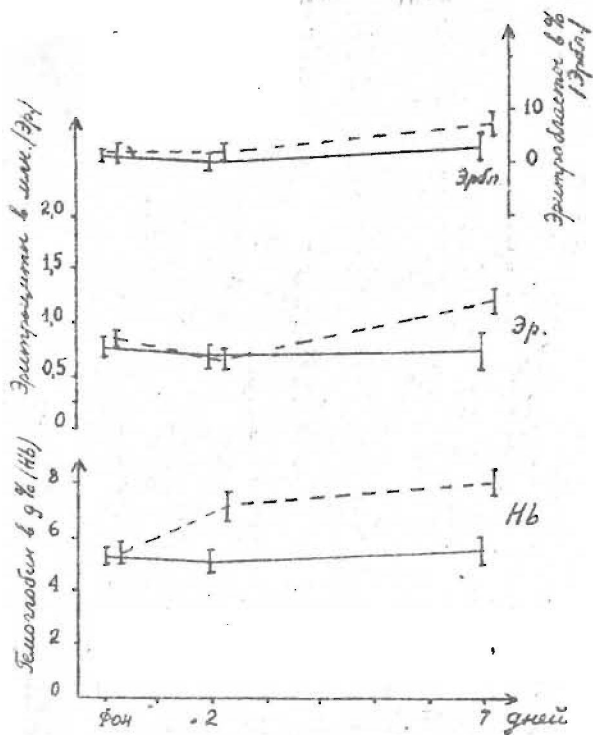 Эритробласты в %
/Эрбл./
10
0
Эритроциты в млн./Эр./
Эрбл.
2,0
1,5
1,0
0,5
0
Эр.
Гемоглобин в g % /Hb/
8
6
4
2
0
Hb
Фон 2 7 дней